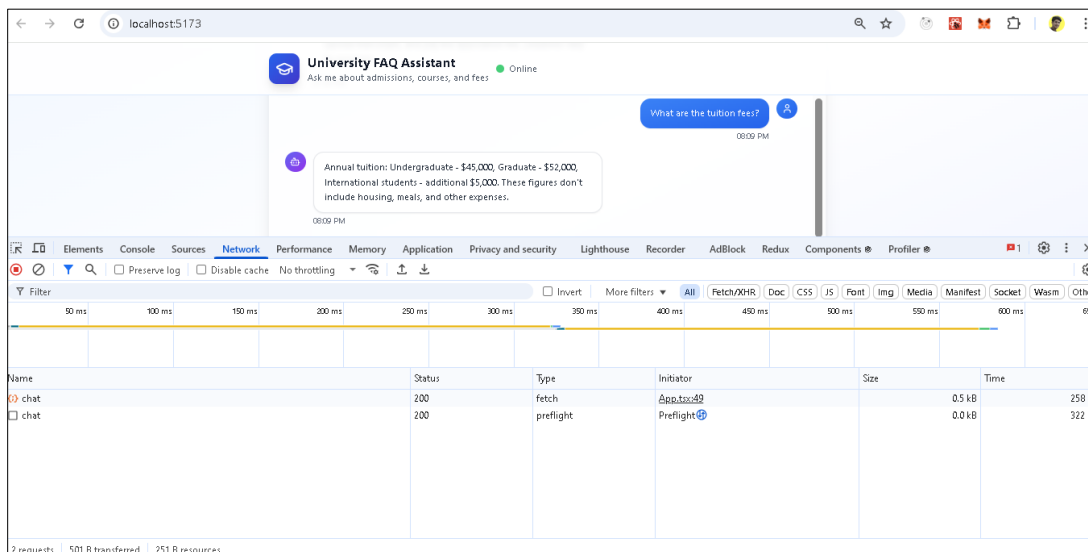 localhost:5173
University FAQ Assistant
Online
Ask me about admissions, courses, and fees
What are the tuition fees?
08:09 PM
Annual tuition: Undergraduate - $45,000, Graduate - $52,000,
International students - additional $5,000. These figures don't
include housing, meals, and other expenses.
08:09 PM
Elements Console Sources Network Performance Memory Application Privacy and security Lighthouse Recorder AdBlock Redux Components Profiler 1
Preserve log Disable cache No throttling
Filter Invert More filters All Fetch/XHR Doc CSS JS Font Img Media Manifest Socket Wasm
50 ms 100 ms 150 ms 200 ms 250 ms 300 ms 350 ms 400 ms 450 ms 500 ms 550 ms 600 ms
Name Status Type Initiator Size Time
chat 200 fetch App.tsx:49 0.5 kB 258
chat 200 preflight Preflight 0.0 kB 322
2 requests 501 B transferred 251 B resources